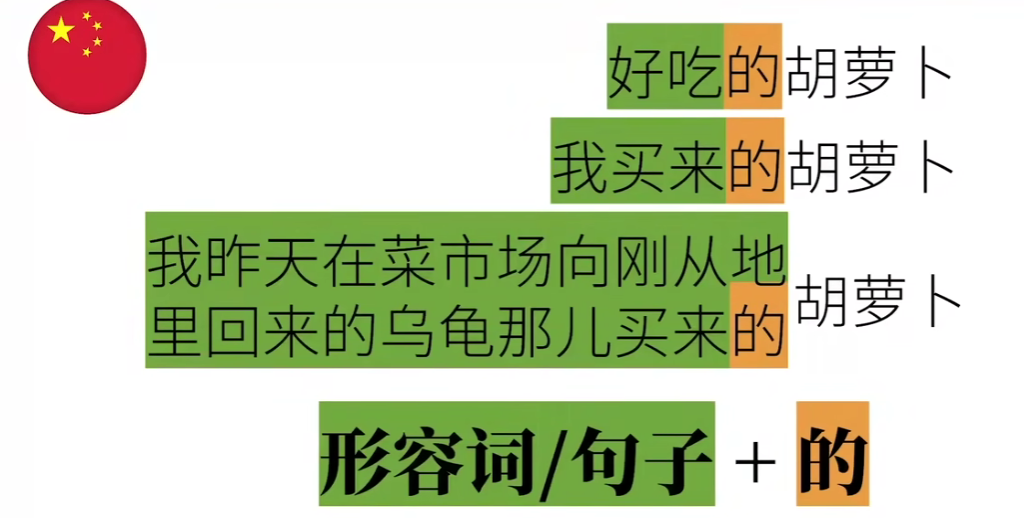 好吃的胡萝卜
我买来的胡萝卜
我昨天在菜市场向刚从地
里回来的乌龟那儿买来的
胡萝卜
形容词/句子 + 的